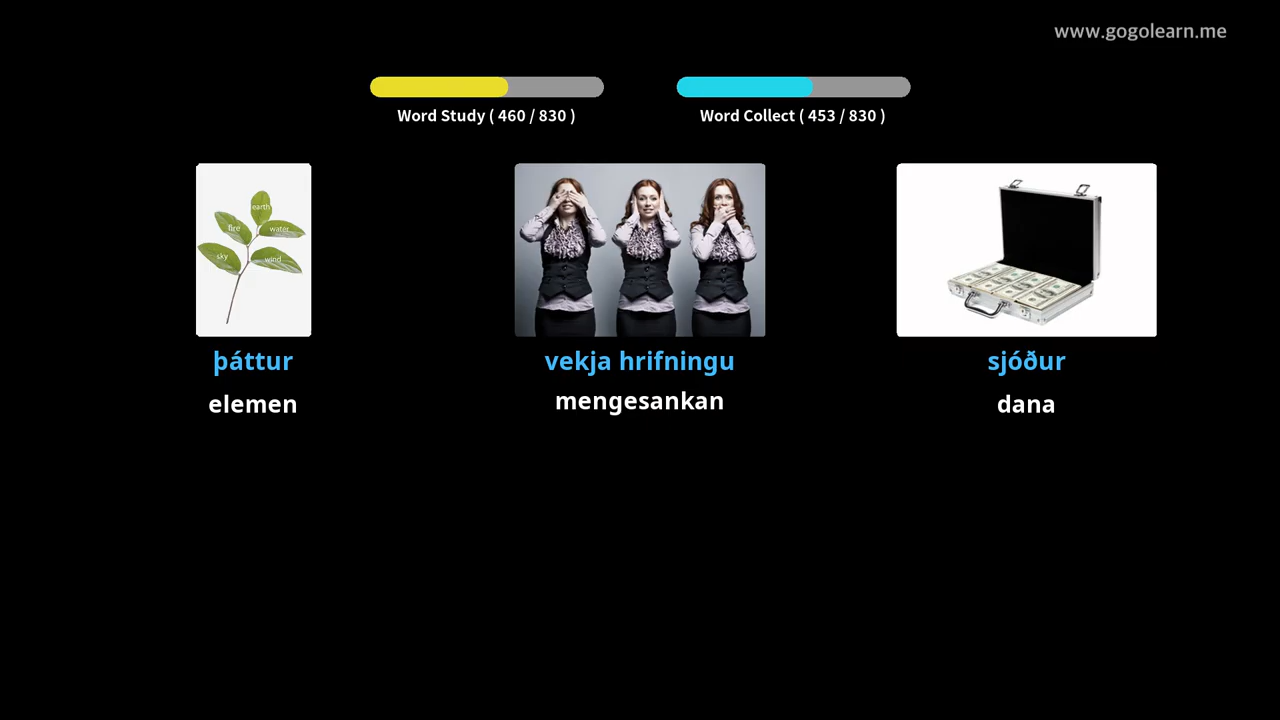 www.gogolearn.me
Word Study ( 460 / 830 )
Word Collect ( 453 / 830 )
earth
fire
water
sky
wind
þáttur
vekja hrifningu
sjóður
elemen
mengesankan
dana